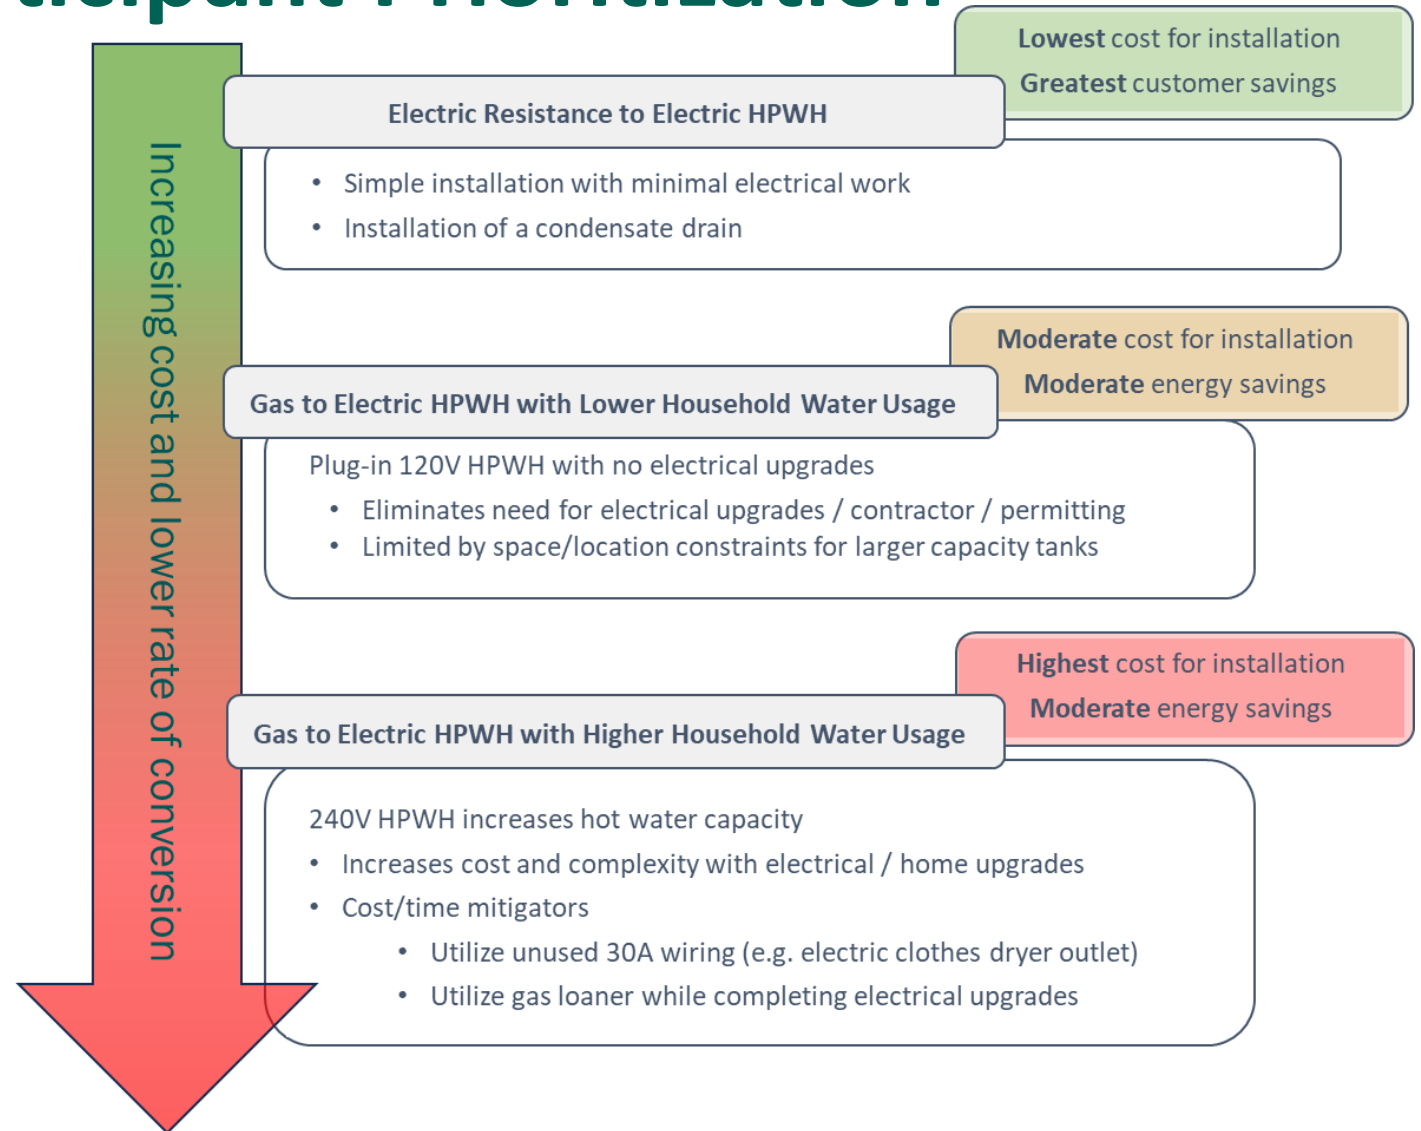 ticipant Prioritization
Lowest cost for installation
Greatest customer savings
Electric Resistance to Electric HPWH
• Simple installation with minimal electrical work
• Installation of a condensate drain
Increasing cost and lower rate of conversion
Moderate cost for installation
Moderate energy savings
Gas to Electric HPWH with Lower Household Water Usage
Plug-in 120V HPWH with no electrical upgrades
• Eliminates need for electrical upgrades / contractor / permitting
• Limited by space/location constraints for larger capacity tanks
Highest cost for installation
Moderate energy savings
Gas to Electric HPWH with Higher Household Water Usage
240V HPWH increases hot water capacity
• Increases cost and complexity with electrical / home upgrades
• Cost/time mitigators
• Utilize unused 30A wiring (e.g. electric clothes dryer outlet)
• Utilize gas loaner while completing electrical upgrades